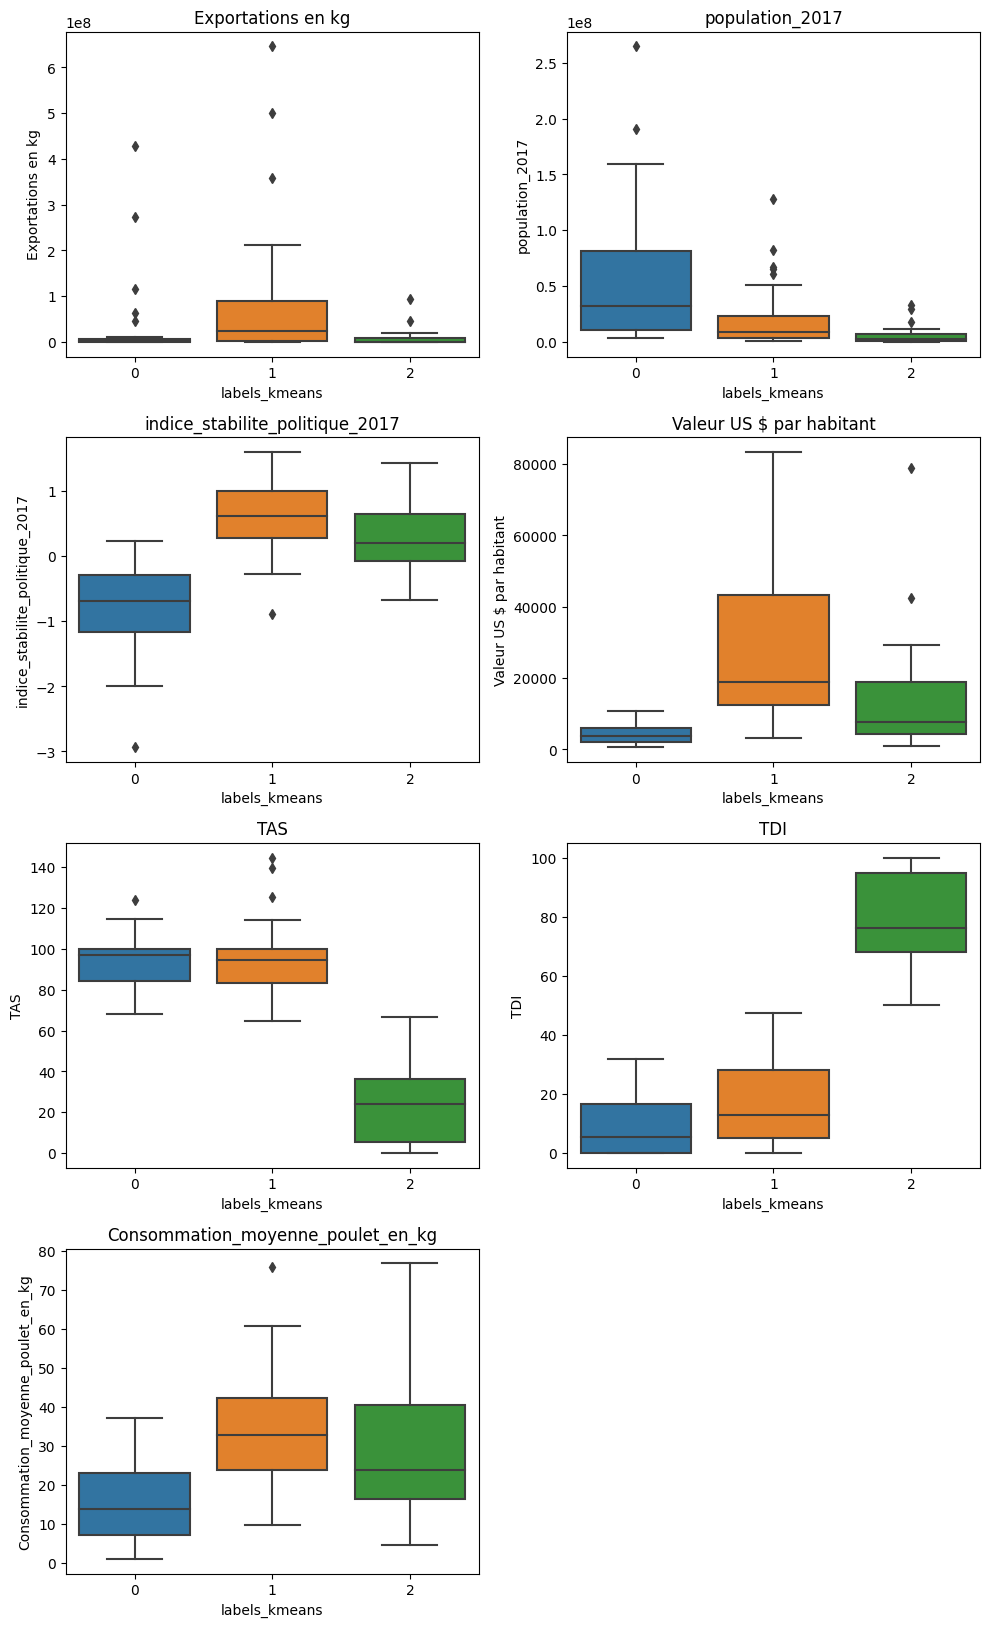 Exportations en kg
1e8
Exportations en kg
6
5
4
3
2
1
0
0 1 2
labels_kmeans
population_2017
1e8
population_2017
2.5
2.0
1.5
1.0
0.5
0.0
0 1 2
labels_kmeans
indice_stabilite_politique_2017
indice_stabilite_politique_2017
1
0
−1
−2
−3
0 1 2
labels_kmeans
Valeur US $ par habitant
Valeur US $ par habitant
80000
60000
40000
20000
0
0 1 2
labels_kmeans
TAS
TAS
140
120
100
80
60
40
20
0
0 1 2
labels_kmeans
TDI
TDI
100
80
60
40
20
0
0 1 2
labels_kmeans
Consommation_moyenne_poulet_en_kg
Consommation_moyenne_poulet_en_kg
80
70
60
50
40
30
20
10
0
0 1 2
labels_kmeans